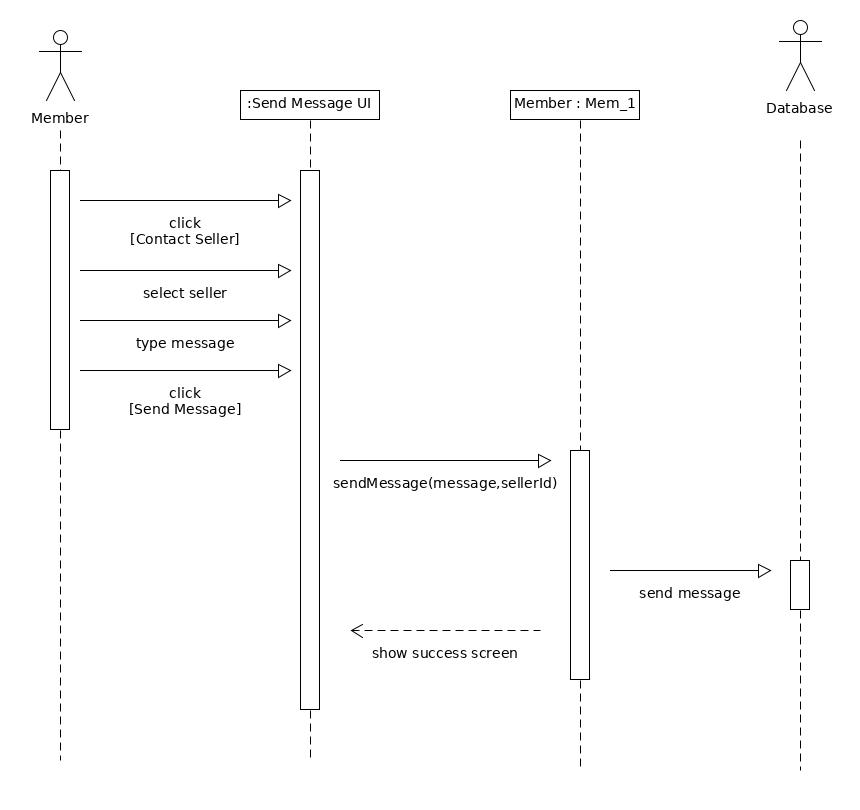 Member
:Send Message UI
Member : Mem_1
Database
click
[Contact Seller]
select seller
type message
click
[Send Message]
sendMessage(message,sellerId)
send message
show success screen